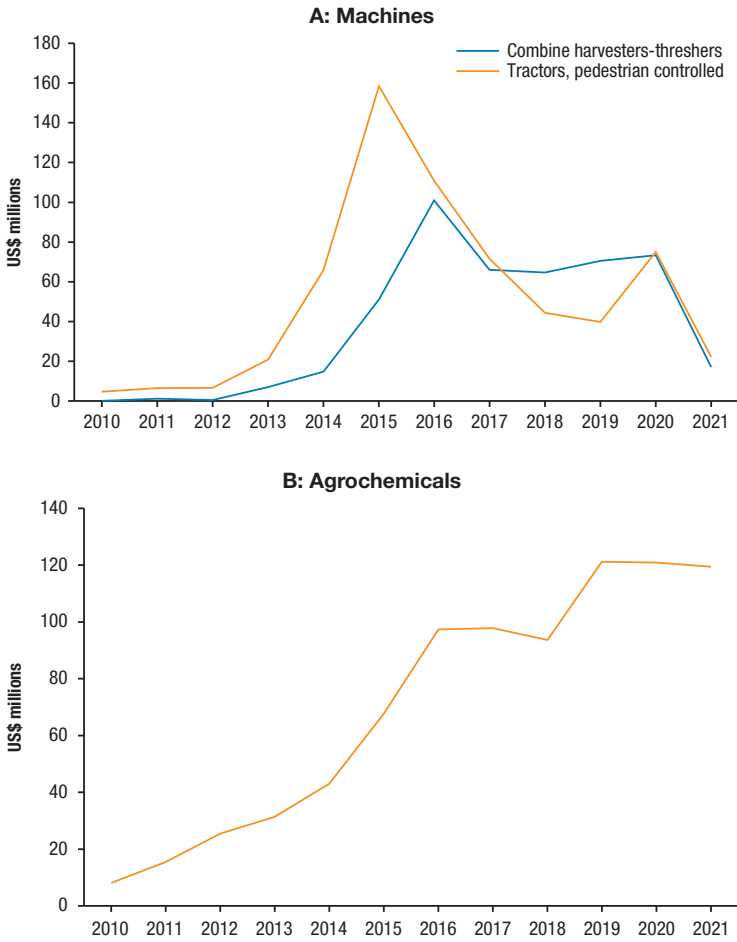 A: Machines
180
160
140
120
100
80
60
40
20
0
US$ millions
Combine harvesters-threshers
Tractors, pedestrian controlled
2010 2011 2012 2013 2014 2015 2016 2017 2018 2019 2020 2021
B: Agrochemicals
140
120
100
80
60
40
20
0
US$ millions
2010 2011 2012 2013 2014 2015 2016 2017 2018 2019 2020 2021